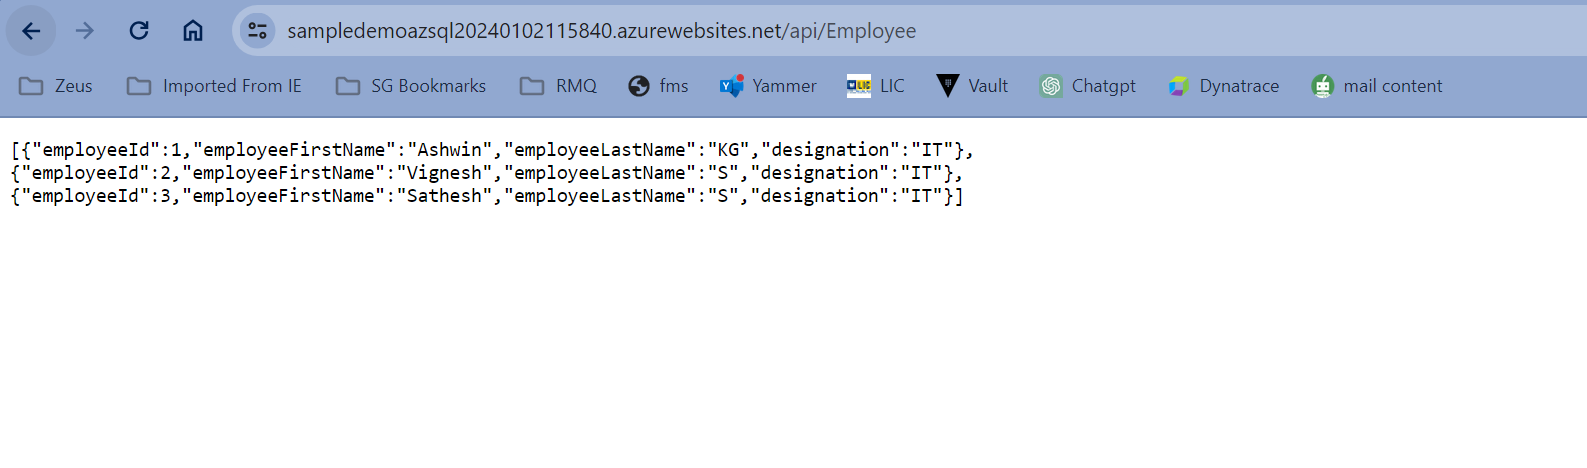 sampledemoazsql20240102115840.azurewebsites.net/api/Employee
Zeus Imported From IE SG Bookmarks RMQ fms Yammer LIC LIC Vault Chatgpt Dynatrace mail content
[{"employeeId":1,"employeeFirstName":"Ashwin","employeeLastName":"KG","designation":"IT"},
{"employeeId":2,"employeeFirstName":"Vignesh","employeeLastName":"S","designation":"IT"},
{"employeeId":3,"employeeFirstName":"Sathesh","employeeLastName":"S","designation":"IT"}]